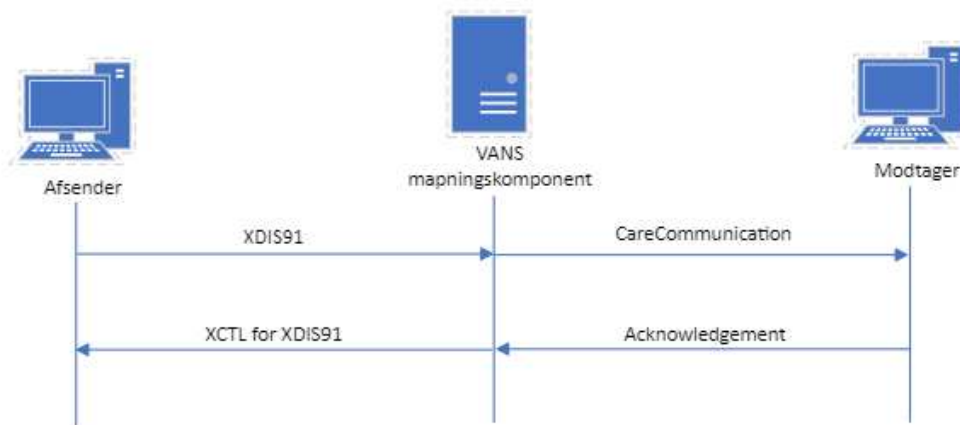 Afsender
VANS
mapningskomponent
Modtager
XDIS91
CareCommunication
XCTL for XDIS91
Acknowledgement